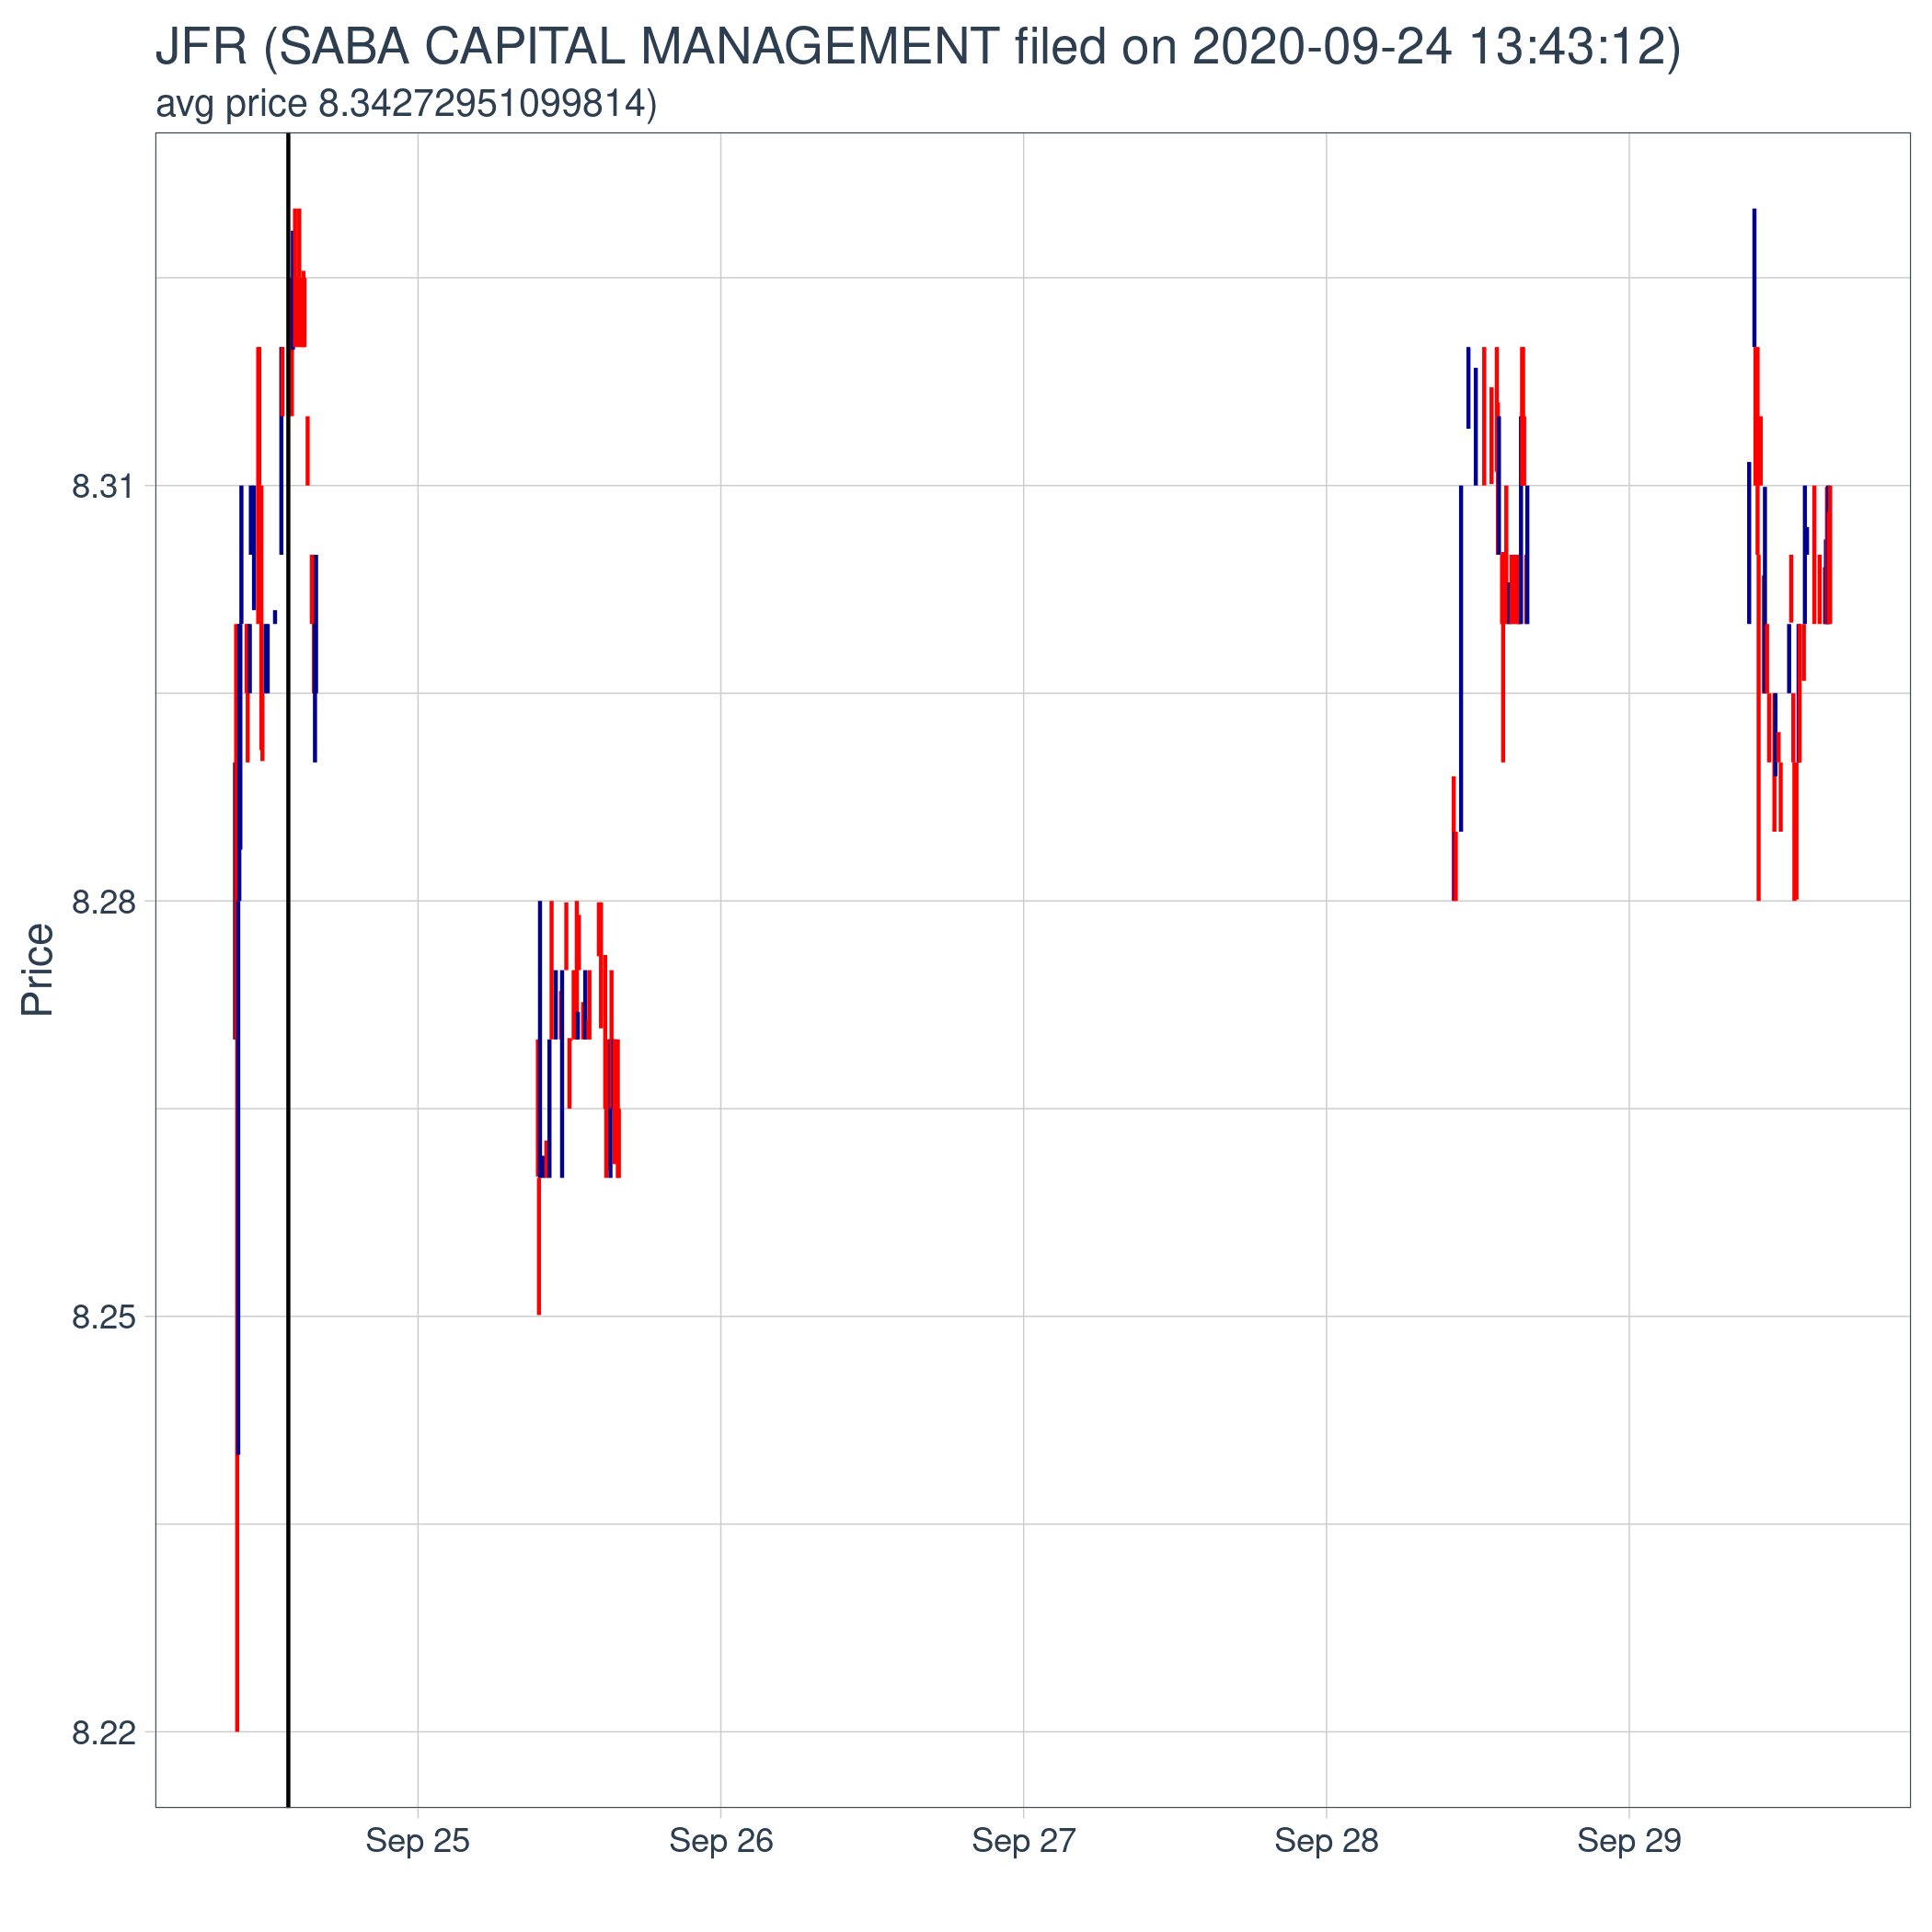 JFR (SABA CAPITAL MANAGEMENT filed on 2020-09-24 13:43:12)
avg price 8.342729511099814)
8.31
8.28
Price
8.25
8.22
Sep 25 Sep 26 Sep 27 Sep 28 Sep 29